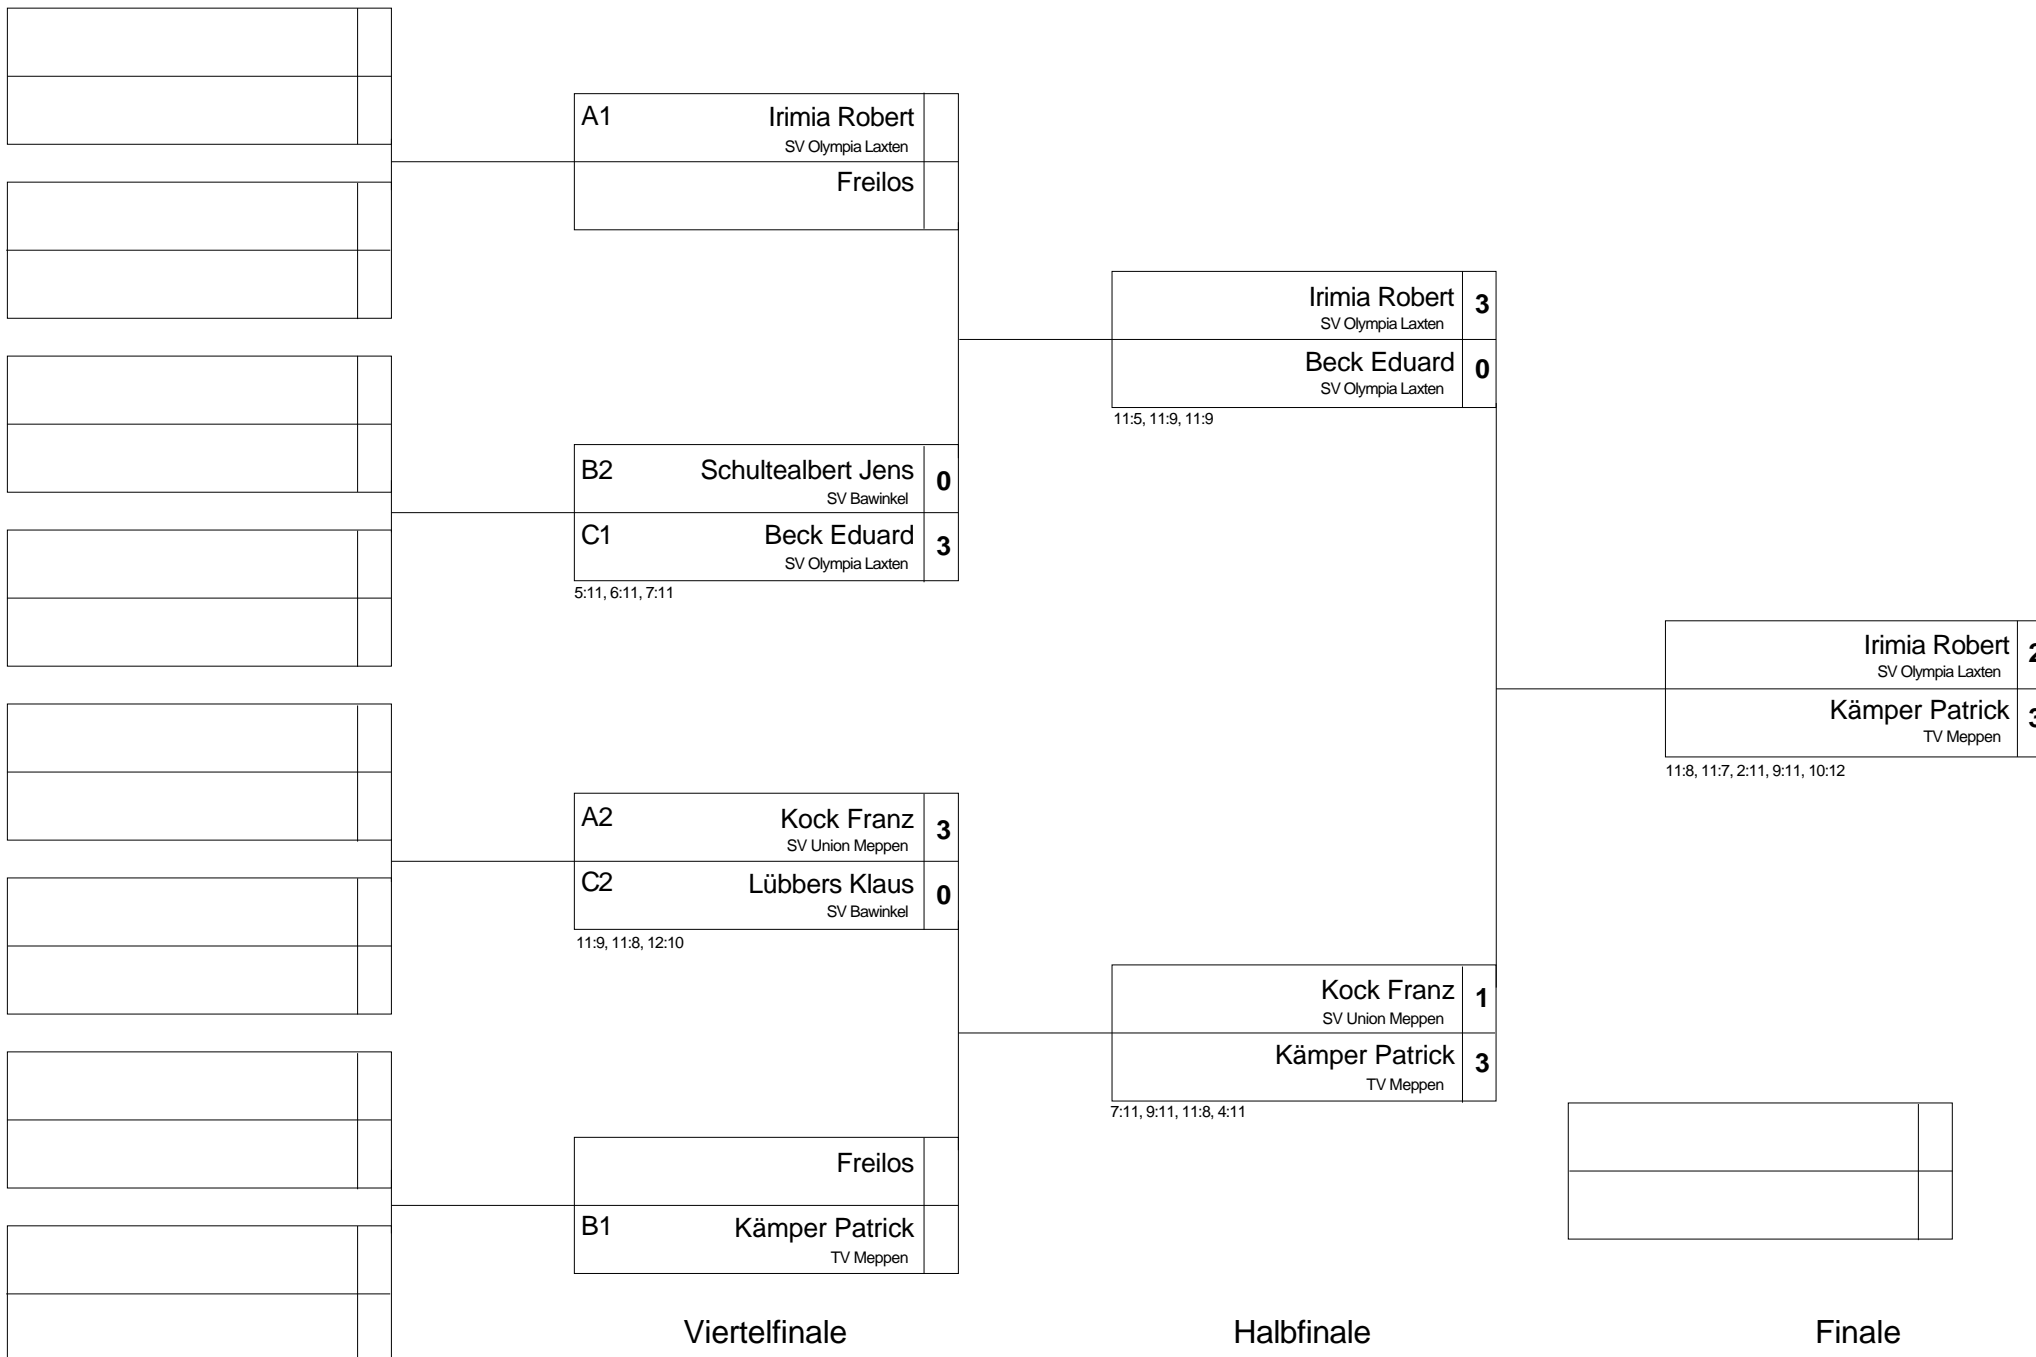 A1 Irimia Robert
SV Olympia Laxten
Freilos
B2 Schultealbert Jens 0
SV Bawinkel
C1 Beck Eduard 3
SV Olympia Laxten
5:11, 6:11, 7:11
A2 Kock Franz 3
SV Union Meppen
C2 Lübbers Klaus 0
SV Bawinkel
11:9, 11:8, 12:10
Freilos
B1 Kämper Patrick
TV Meppen
Viertelfinale
Irimia Robert 3
SV Olympia Laxten
Beck Eduard 0
SV Olympia Laxten
11:5, 11:9, 11:9
Kock Franz 1
SV Union Meppen
Kämper Patrick 3
TV Meppen
7:11, 9:11, 11:8, 4:11
Halbfinale
Irimia Robert 2
SV Olympia Laxten
Kämper Patrick 3
TV Meppen
11:8, 11:7, 2:11, 9:11, 10:12
Finale